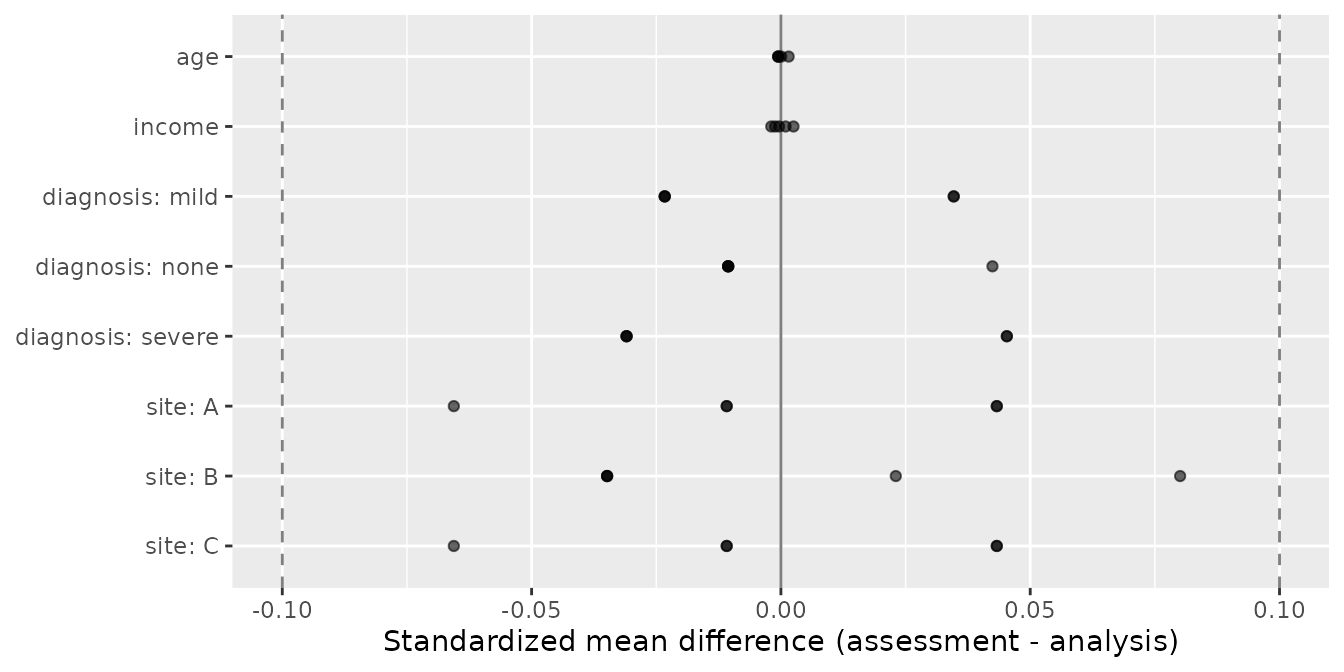 age
income
diagnosis: mild
diagnosis: none
diagnosis: severe
site: A
site: B
site: C
-0.10 -0.05 0.00 0.05 0.10
Standardized mean difference (assessment - analysis)